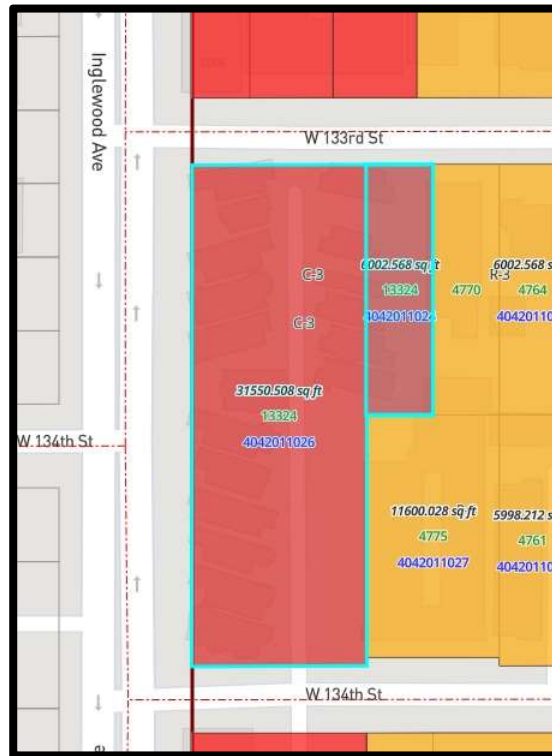 Inglewood Ave
W 133rd St
C-3
C-3
31550.508 sq ft
13324
4042011026
6002.568 sq ft
13324
4770
R-3
6002.568 s
4764
40420110
W 134th St
11600.028 sq ft
4775
4042011027
5998.212 s
4761
40420110
W 134th St
e